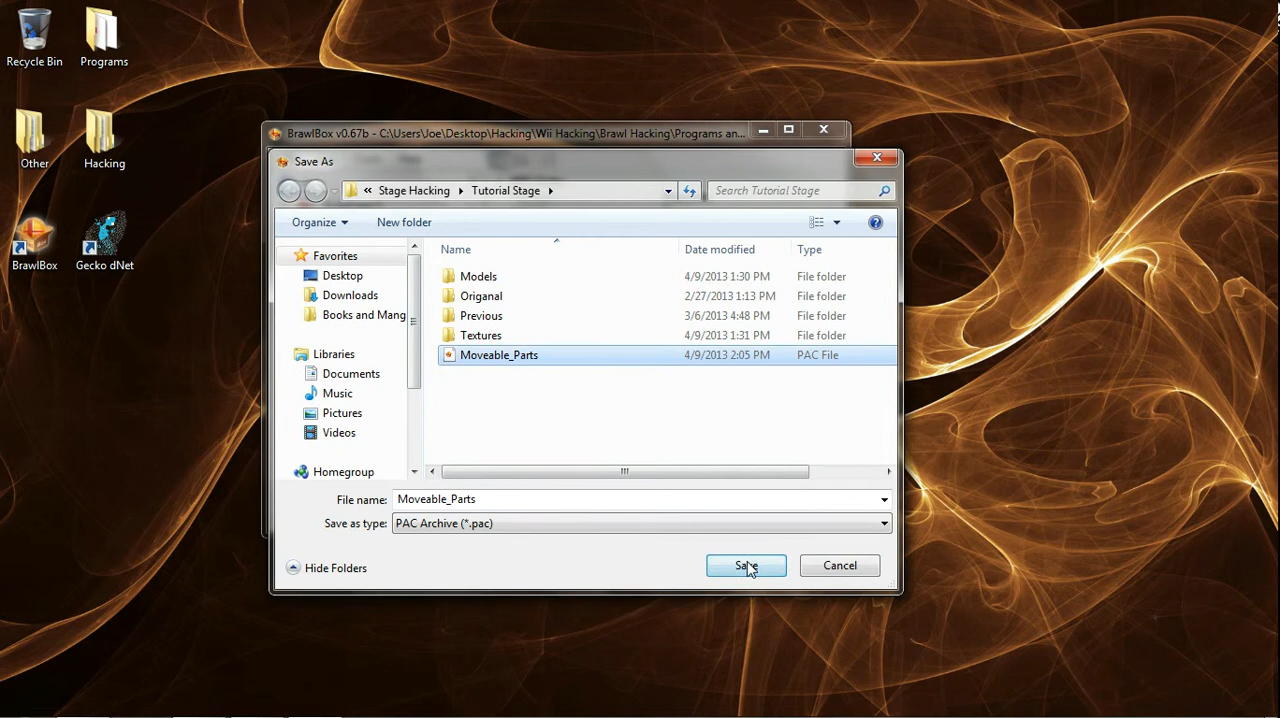 Recycle Bin
Programs
Other
Hacking
BrawlBox
Gecko dNet
BrawlBox v0.67b - C:\Users\Joe\Desktop\Hacking\Wii Hacking\Brawl Hacking\Programs an...
Save As
« Stage Hacking Tutorial Stage
Search Tutorial Stage
Organize
New folder
Favorites
Desktop
Downloads
Books and Mang
Libraries
Documents
Music
Pictures
Videos
Homegroup
Name Date modified Type
Models 4/9/2013 1:30 PM File folder
Origanal 2/27/2013 1:13 PM File folder
Previous 3/6/2013 4:48 PM File folder
Textures 4/9/2013 1:31 PM File folder
Moveable_Parts 4/9/2013 2:05 PM PAC File
File name: Moveable_Parts
Save as type: PAC Archive (*.pac)
Hide Folders
Save
Cancel